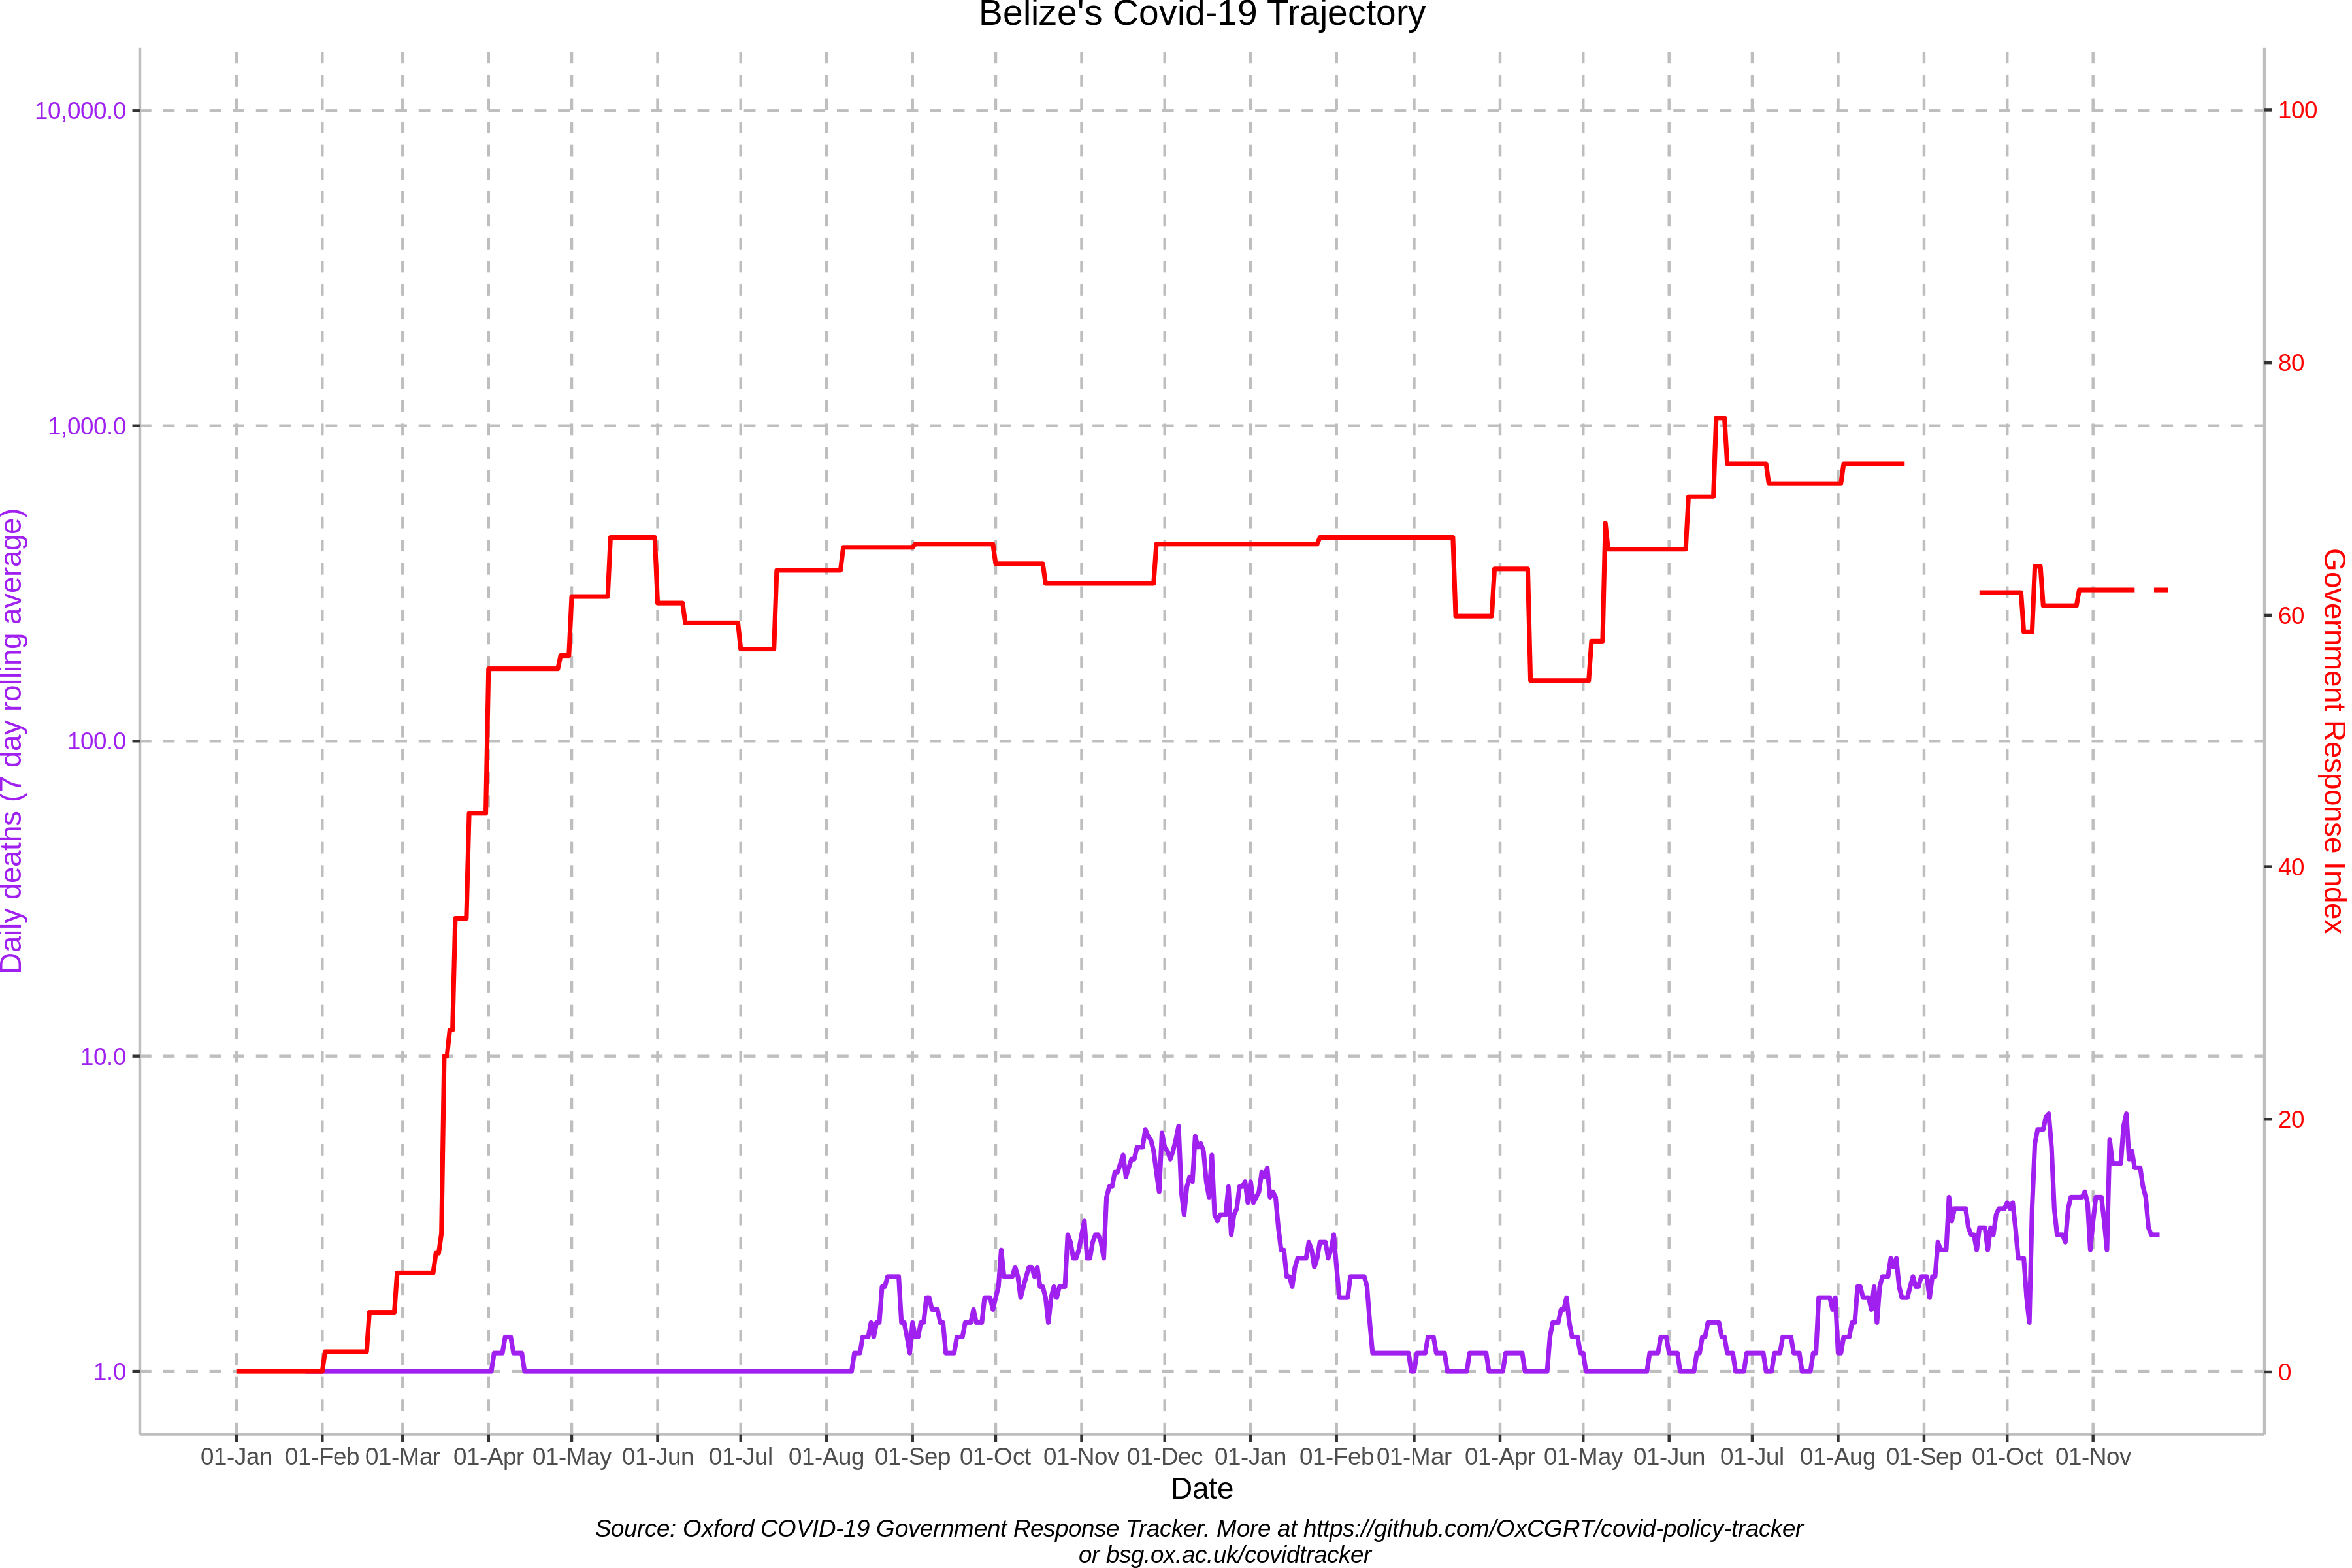 Belize's Covid-19 Trajectory
10,000.0
1,000.0
100.0
10.0
1.0
Daily deaths (7 day rolling average)
100
80
60
40
20
0
Government Response Index
01-Jan 01-Feb 01-Mar 01-Apr 01-May 01-Jun 01-Jul 01-Aug 01-Sep 01-Oct 01-Nov 01-Dec 01-Jan 01-Feb 01-Mar 01-Apr 01-May 01-Jun 01-Jul 01-Aug 01-Sep 01-Oct 01-Nov
Date
Source: Oxford COVID-19 Government Response Tracker. More at https://github.com/OxCGRT/covid-policy-tracker
or bsg.ox.ac.uk/covidtracker